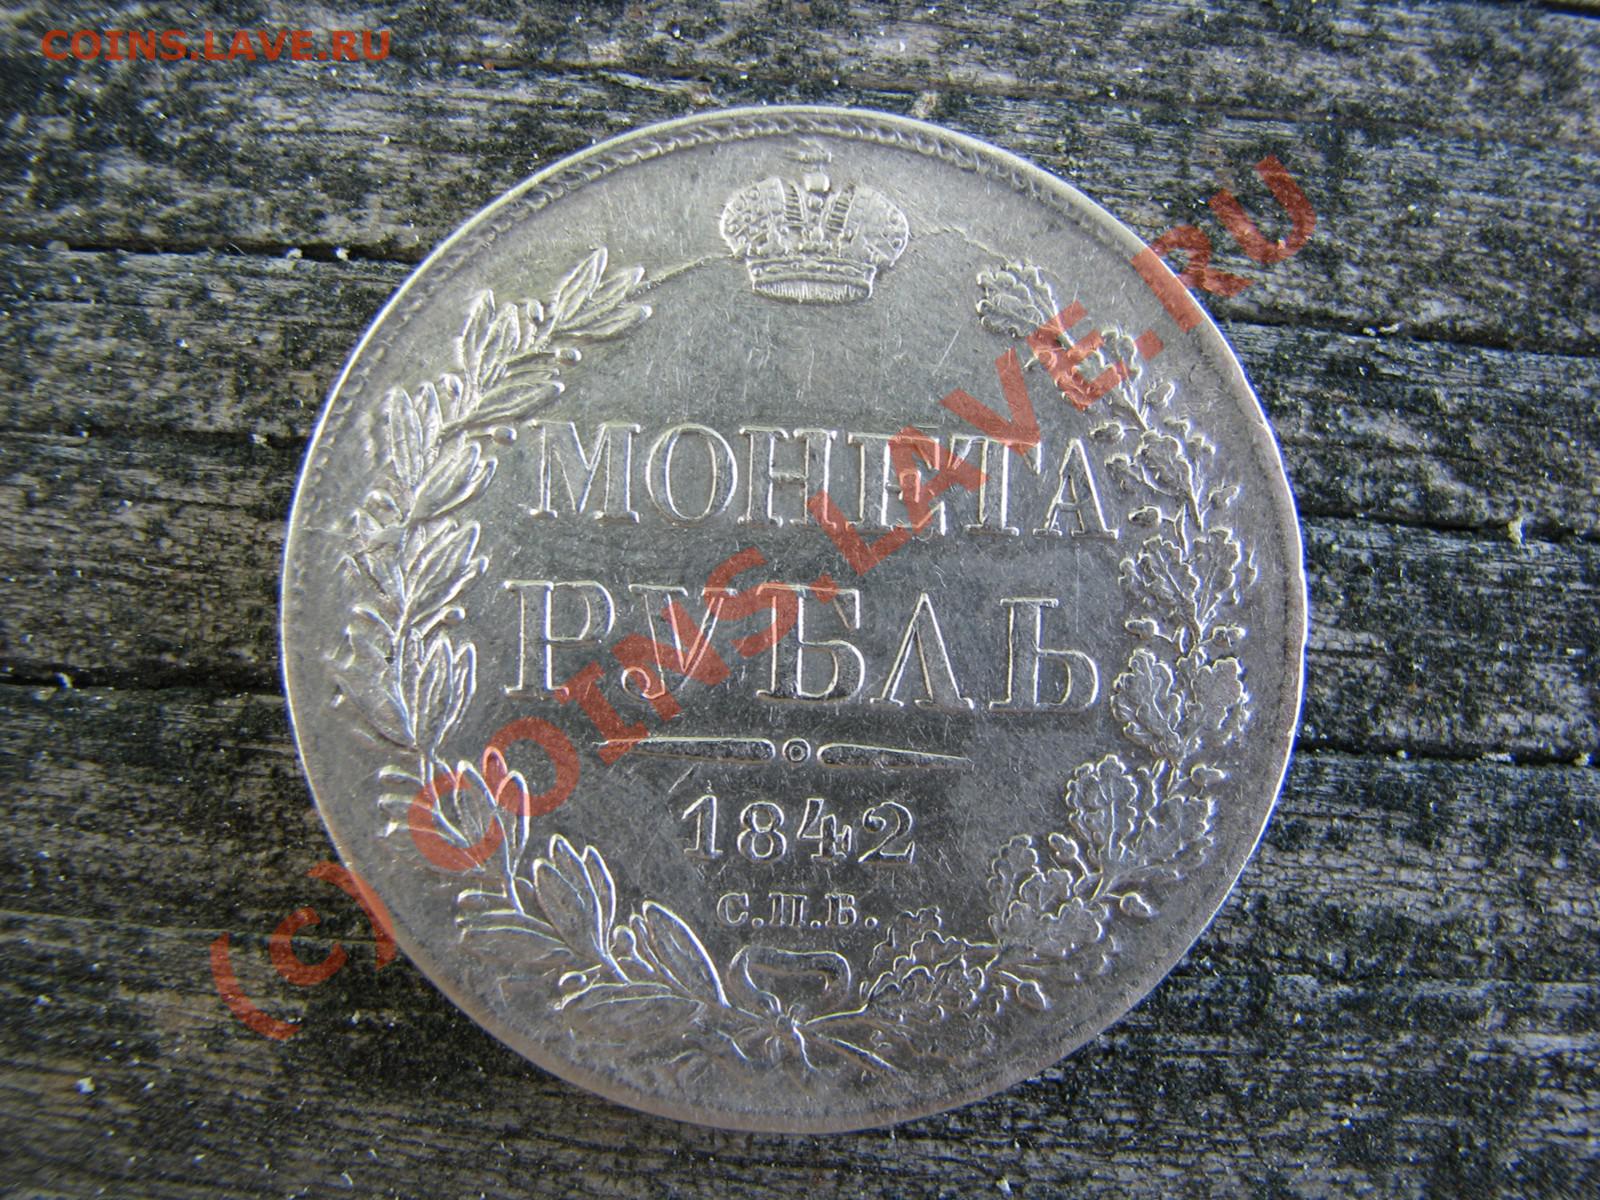 COINS.LAVE.RU
МОНЕТА
РУБЛЬ
1842
С.П.Б.
(c) COINS.LAVE.RU